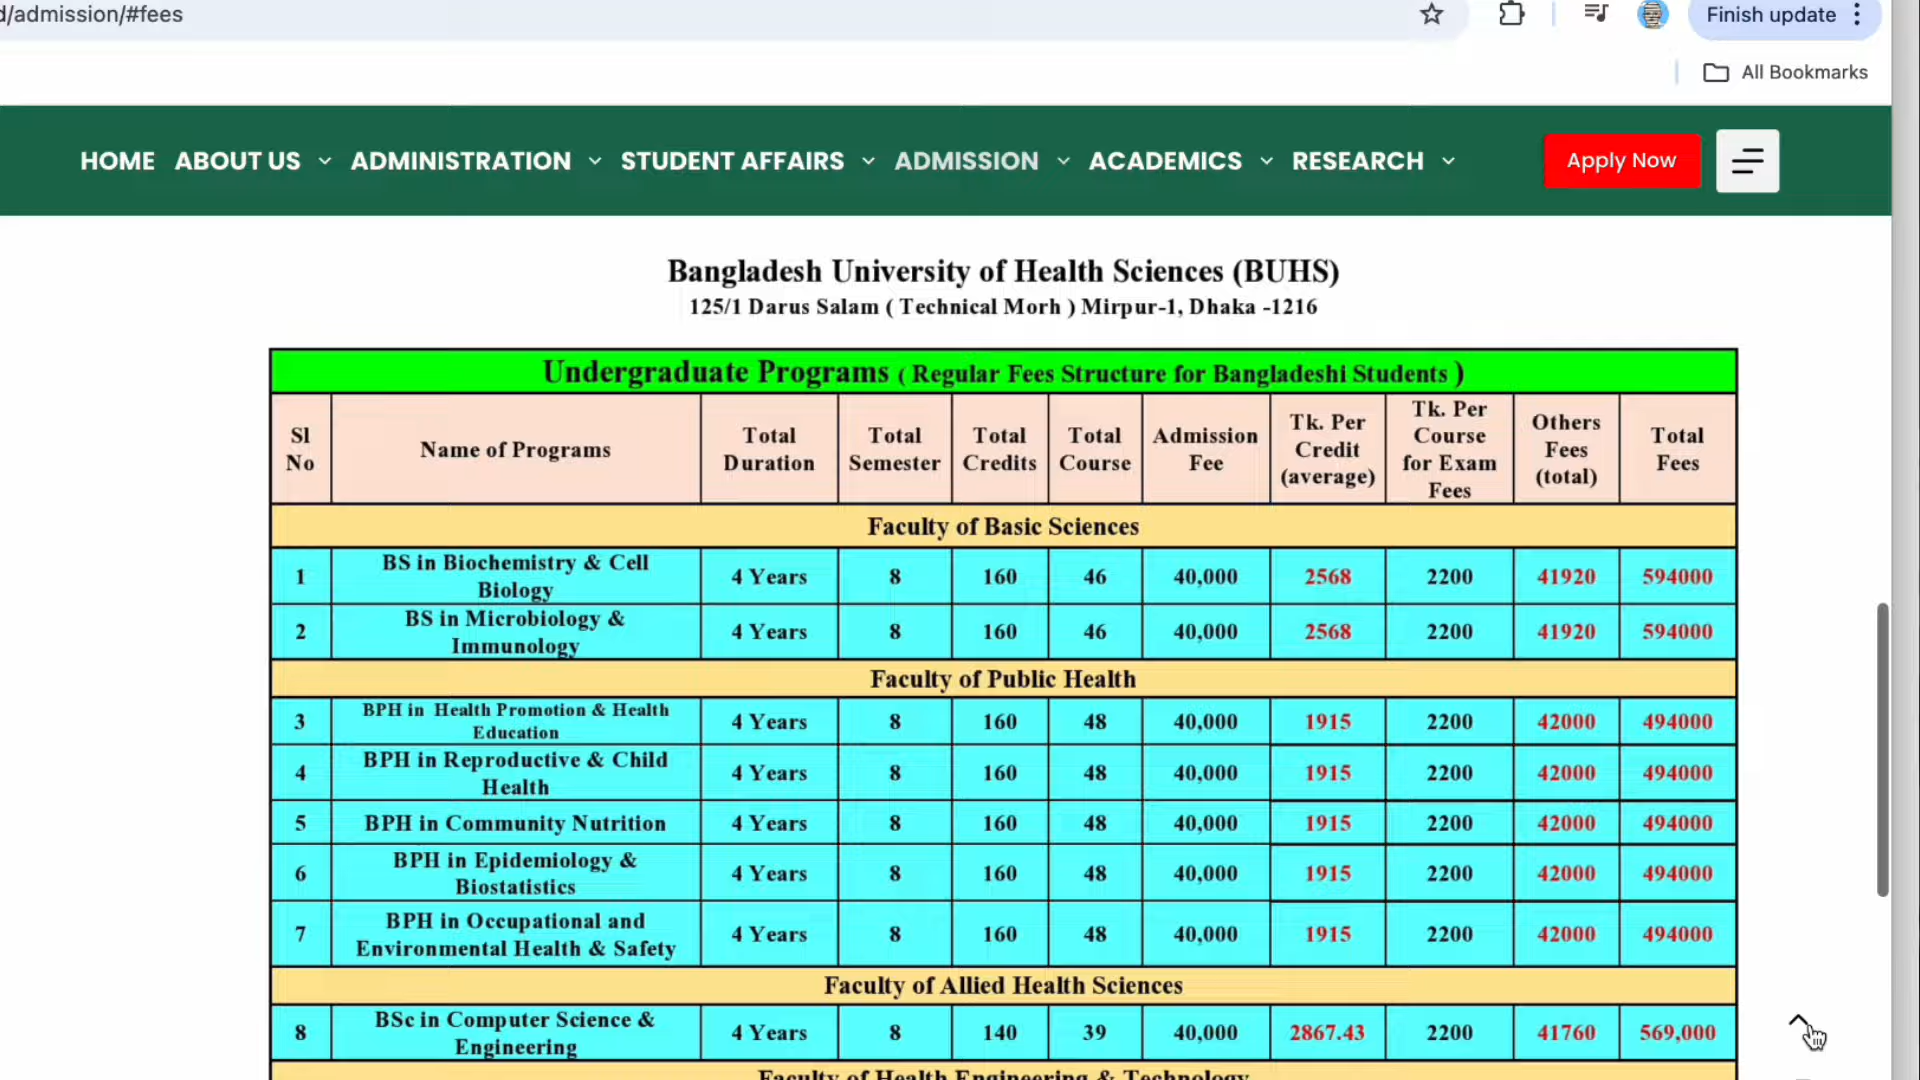 d/admission/#fees
Finish update
All Bookmarks
HOME ABOUT US ADMINISTRATION STUDENT AFFAIRS ADMISSION ACADEMICS RESEARCH Apply Now
Bangladesh University of Health Sciences (BUHS)
125/1 Darus Salam ( Technical Morh ) Mirpur-1, Dhaka -1216
Undergraduate Programs ( Regular Fees Structure for Bangladeshi Students )
Sl No Name of Programs Total Duration Total Semester Total Credits Total Course Admission Fee Tk. Per Credit (average) Tk. Per Course for Exam Fees Others Fees (total) Total Fees
Faculty of Basic Sciences
1 BS in Biochemistry & Cell Biology 4 Years 8 160 46 40,000 2568 2200 41920 594000
2 BS in Microbiology & Immunology 4 Years 8 160 46 40,000 2568 2200 41920 594000
Faculty of Public Health
3 BPH in Health Promotion & Health Education 4 Years 8 160 48 40,000 1915 2200 42000 494000
4 BPH in Reproductive & Child Health 4 Years 8 160 48 40,000 1915 2200 42000 494000
5 BPH in Community Nutrition 4 Years 8 160 48 40,000 1915 2200 42000 494000
6 BPH in Epidemiology & Biostatistics 4 Years 8 160 48 40,000 1915 2200 42000 494000
7 BPH in Occupational and Environmental Health & Safety 4 Years 8 160 48 40,000 1915 2200 42000 494000
Faculty of Allied Health Sciences
8 BSc in Computer Science & Engineering 4 Years 8 140 39 40,000 2867.43 2200 41760 569,000
Faculty of Health Engineering & Technology